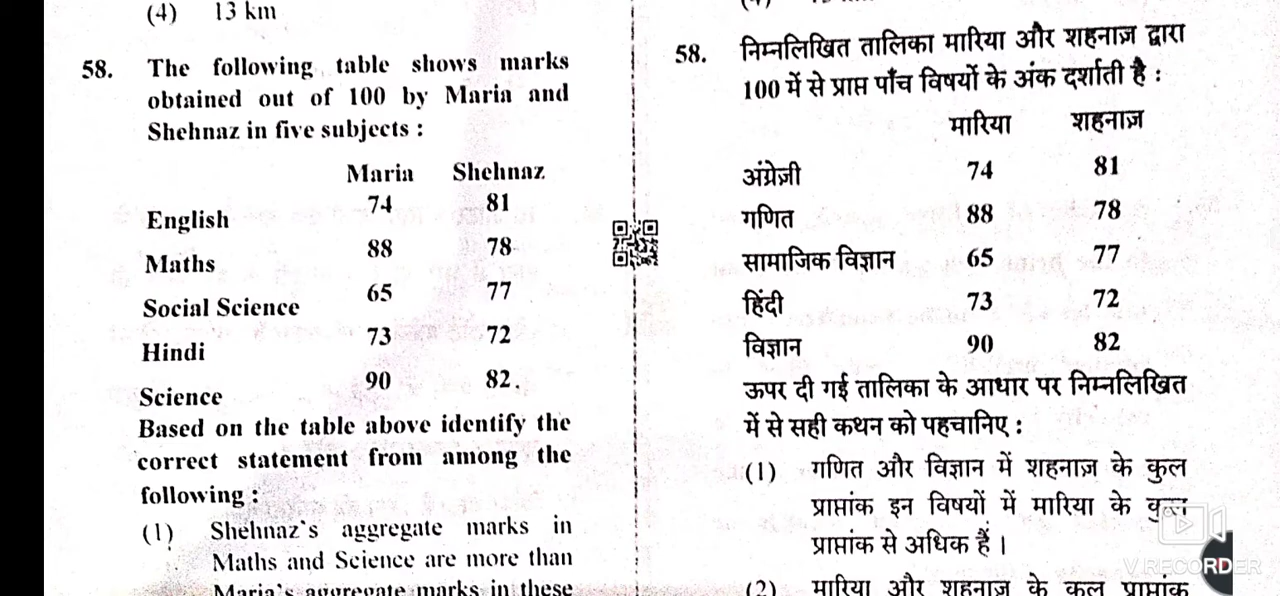 (4) 13 km
58. The following table shows marks
obtained out of 100 by Maria and
Shehnaz in five subjects :
Maria Shehnaz
English 74 81
Maths 88 78
Social Science 65 77
Hindi 73 72
Science 90 82.
Based on the table above identify the
correct statement from among the
following :
(1) Shehnaz's aggregate marks in
Maths and Science are more than
Maria's aggregate marks in these
58. निम्नलिखित तालिका मारिया और शहनाज़ द्वारा
100 में से प्राप्त पाँच विषयों के अंक दर्शाती है :
मारिया शहनाज़
अंग्रेज़ी 74 81
गणित 88 78
सामाजिक विज्ञान 65 77
हिंदी 73 72
विज्ञान 90 82
ऊपर दी गई तालिका के आधार पर निम्नलिखित
में से सही कथन को पहचानिए :
(1) गणित और विज्ञान में शहनाज़ के कुल
प्राप्तांक इन विषयों में मारिया के कुल
प्राप्तांक से अधिक हैं ।
(2) मारिया और शहनाज़ के कुल प्राप्तांक
V RECORDER